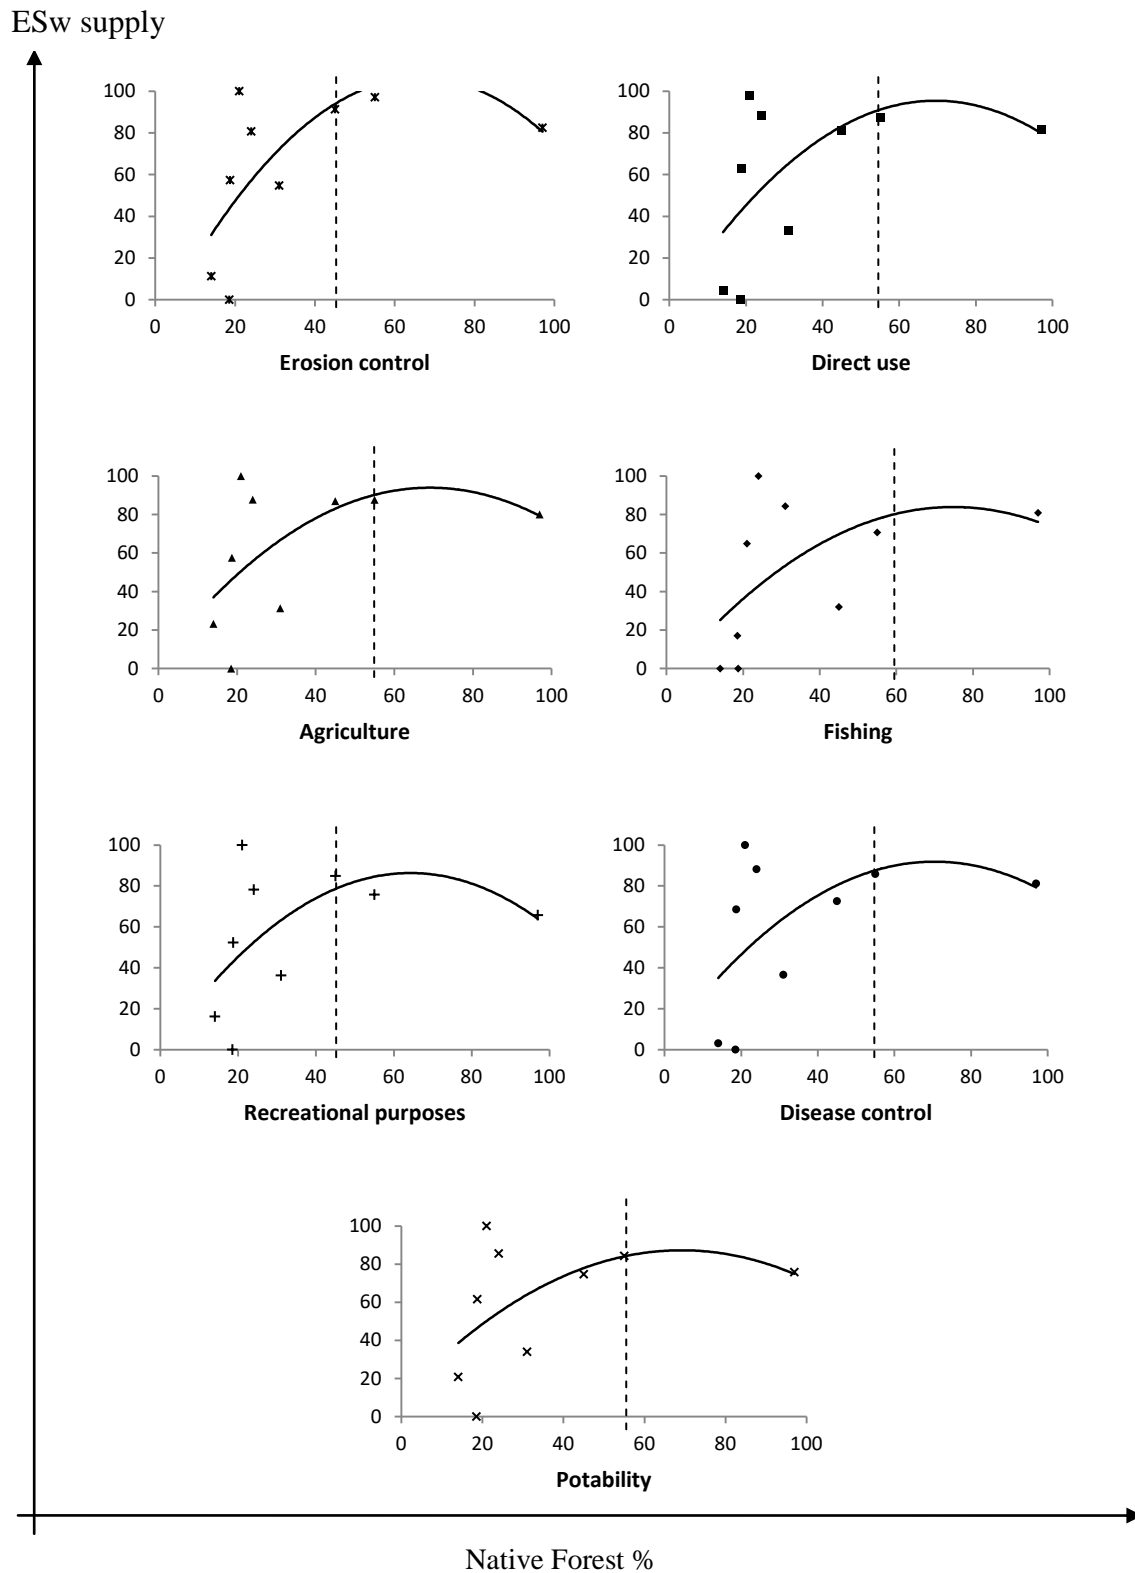 ESw supply
100 100
80 80
60 60
40 40
20 20
0 0
0 20 40 60 80 100 0 20 40 60 80 100
Erosion control Direct use
100 100
80 80
60 60
40 40
20 20
0 0
0 20 40 60 80 100 0 20 40 60 80 100
Agriculture Fishing
100 100
80 80
60 60
40 40
20 20
0 0
0 20 40 60 80 100 0 20 40 60 80 100
Recreational purposes Disease control
100
80
60
40
20
0
0 20 40 60 80 100
Potability
Native Forest %